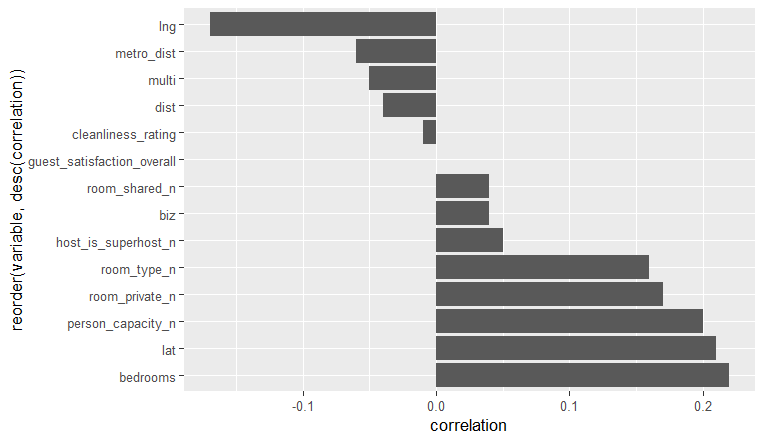 reorder(variable, desc(correlation))
lng
metro_dist
multi
dist
cleanliness_rating
guest_satisfaction_overall
room_shared_n
biz
host_is_superhost_n
room_type_n
room_private_n
person_capacity_n
lat
bedrooms
-0.1 0.0 0.1 0.2
correlation